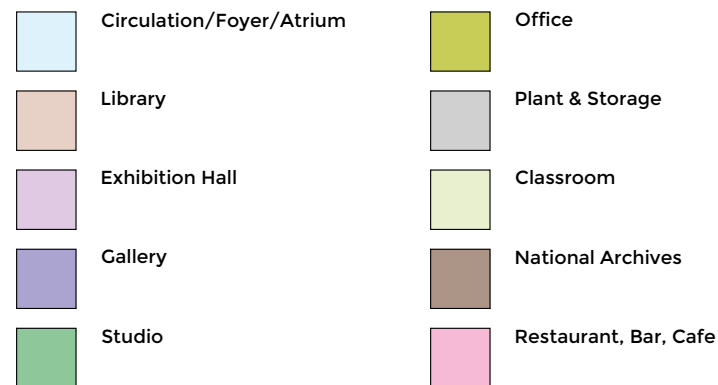 Circulation/Foyer/Atrium
Library
Exhibition Hall
Gallery
Studio
Office
Plant & Storage
Classroom
National Archives
Restaurant, Bar, Cafe